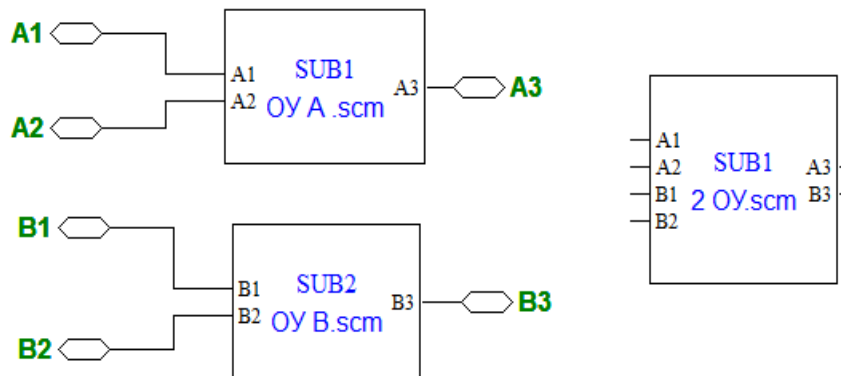 A1
A2
A1
A2
SUB1
ОУ А .scm
A3
A3
B1
B2
B1
B2
SUB2
ОУ В.scm
B3
B3
A1
A2
B1
B2
SUB1
2 ОУ.scm
A3
B3